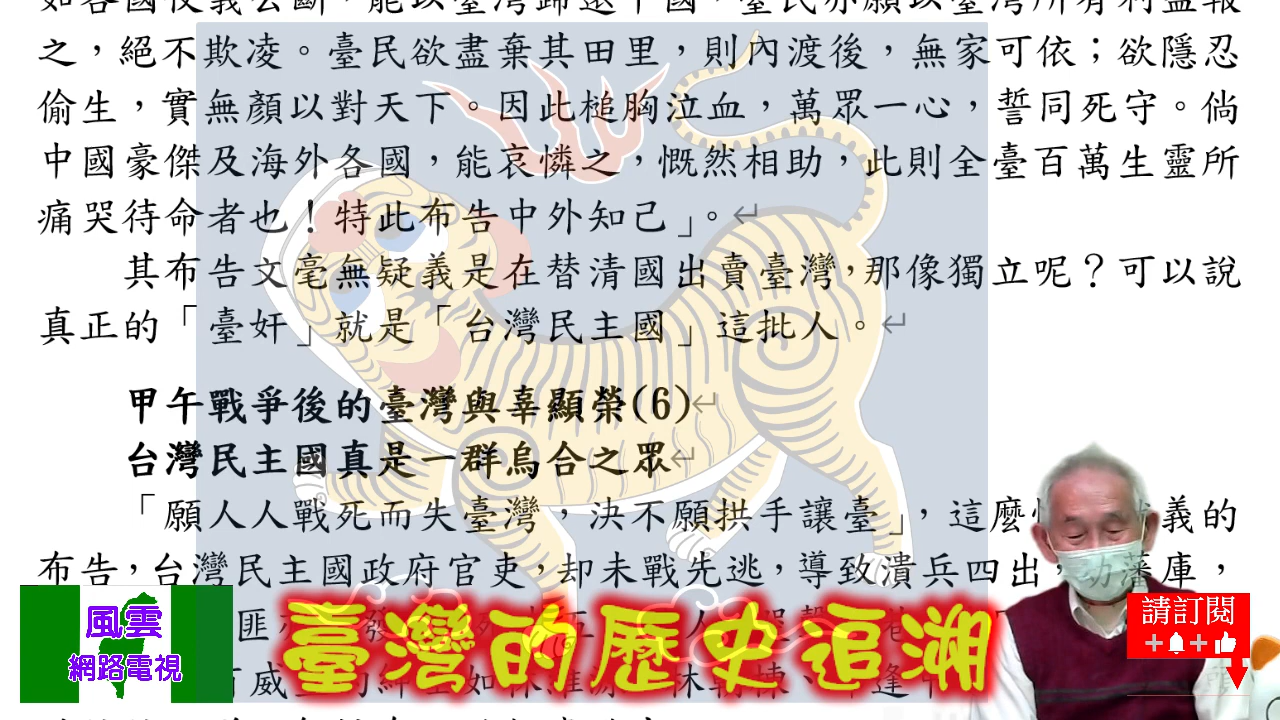 如各國仗義公斷，能以臺灣歸還中國，臺民亦願以臺灣所有利益報
之，絕不欺凌。臺民欲盡棄其田里，則內渡後，無家可依；欲隱忍
偷生，實無顏以對天下。因此槌胸泣血，萬眾一心，誓同死守。倘
中國豪傑及海外各國，能哀憐之，慨然相助，此則全臺百萬生靈所
痛哭待命者也！特此布告中外知己」。
其布告文毫無疑義是在替清國出賣臺灣，那像獨立呢？可以說
真正的「臺奸」就是「台灣民主國」這批人。
甲午戰爭後的臺灣與辜顯榮(6)
台灣民主國真是一群烏合之眾
「願人人戰死而失臺灣，決不願拱手讓臺」，這麼 義的
布告，台灣民主國政府官吏，卻未戰先逃，導致潰兵四出，劫藩庫，
匪
威
風雲
網路電視
臺灣的歷史追溯
請訂閱